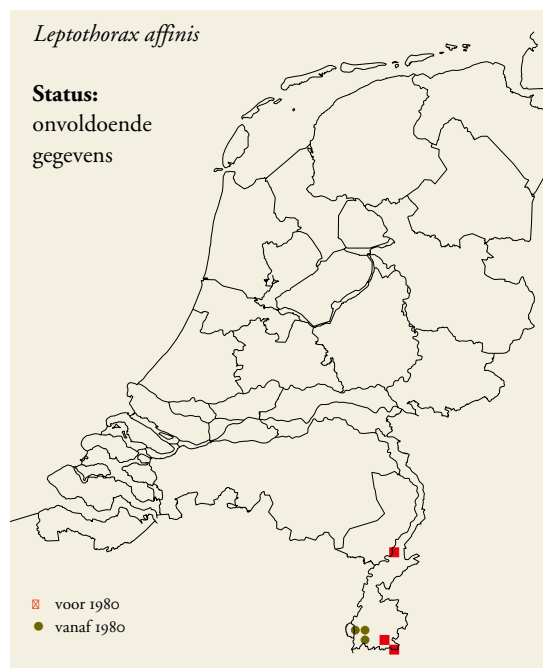 Leptothorax affinis
Status:
onvoldoende
gegevens
voor 1980
vanaf 1980